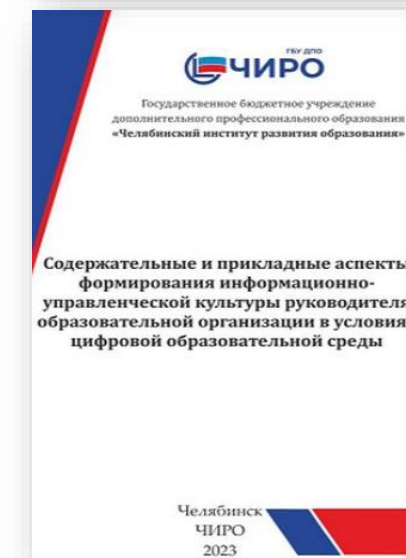 ГБУ ДПО
ЧИРО
Государственное бюджетное учреждение
дополнительного профессионального образования
«Челябинский институт развития образования»
Содержательные и прикладные аспекты
формирования информационно-
управленческой культуры руководителя
образовательной организации в условия
цифровой образовательной среды
Челябинск
ЧИРО
2023